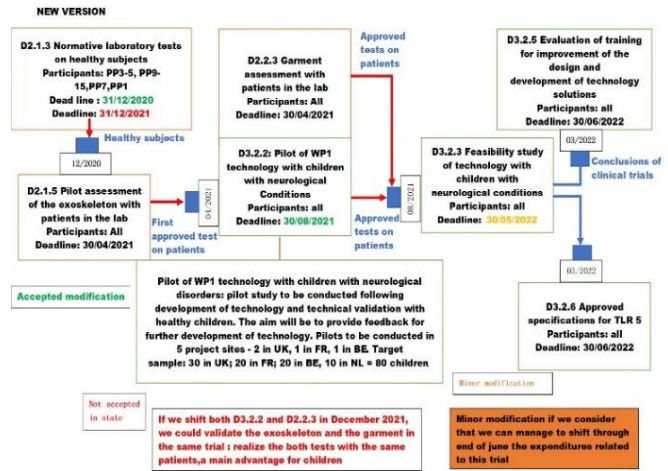 NEW VERSION
D2.1.3 Normative laboratory tests
on healthy subjects
Participants: PP3-5, PP9-
15,PP7,PP1
Dead line : 31/12/2020
Deadline: 31/12/2021
Healthy subjects
12/2020
D2.1.5 Pilot assessment
of the exoskeleton with
patients in the lab
Participants: All
Deadline: 30/04/2021
First
approved test
on patients
04/2021
D2.2.3 Garment
assessment with
patients in the lab
Participants: All
Deadline: 30/04/2021
Approved
tests on
patients
D3.2.2: Pilot of WP1
technology with children
with neurological
Conditions
Participants: all
Deadline: 30/08/2021
Approved
tests on
patients
08/2021
D3.2.3 Feasibility study
of technology with
children with
neurological conditions
Participants: all
Deadline: 30/05/2022
D3.2.5 Evaluation of training
for improvement of the
design and
development of technology
solutions
Participants: all
Deadline: 30/06/2022
03/2022
Conclusions of
clinical trials
03/2022
D3.2.6 Approved
specifications for TLR 5
Participants: all
Deadline: 30/06/2022
Accepted modification
Pilot of WP1 technology with children with neurological
disorders: pilot study to be conducted following
development of technology and technical validation with
healthy children. The aim will be to provide feedback for
further development of technology. Pilots to be conducted in
5 project sites - 2 in UK, 1 in FR, 1 in BE. Target
sample: 30 in UK; 20 in FR; 20 in BE, 10 in NL = 80 children
Minor modification
Not accepted
in state
If we shift both D3.2.2 and D2.2.3 in December 2021,
we could validate the exoskeleton and the garment in
the same trial : realize the both tests with the same
patients,a main advantage for children
Minor modification if we consider
that we can manage to shift through
end of june the expenditures related
to this trial